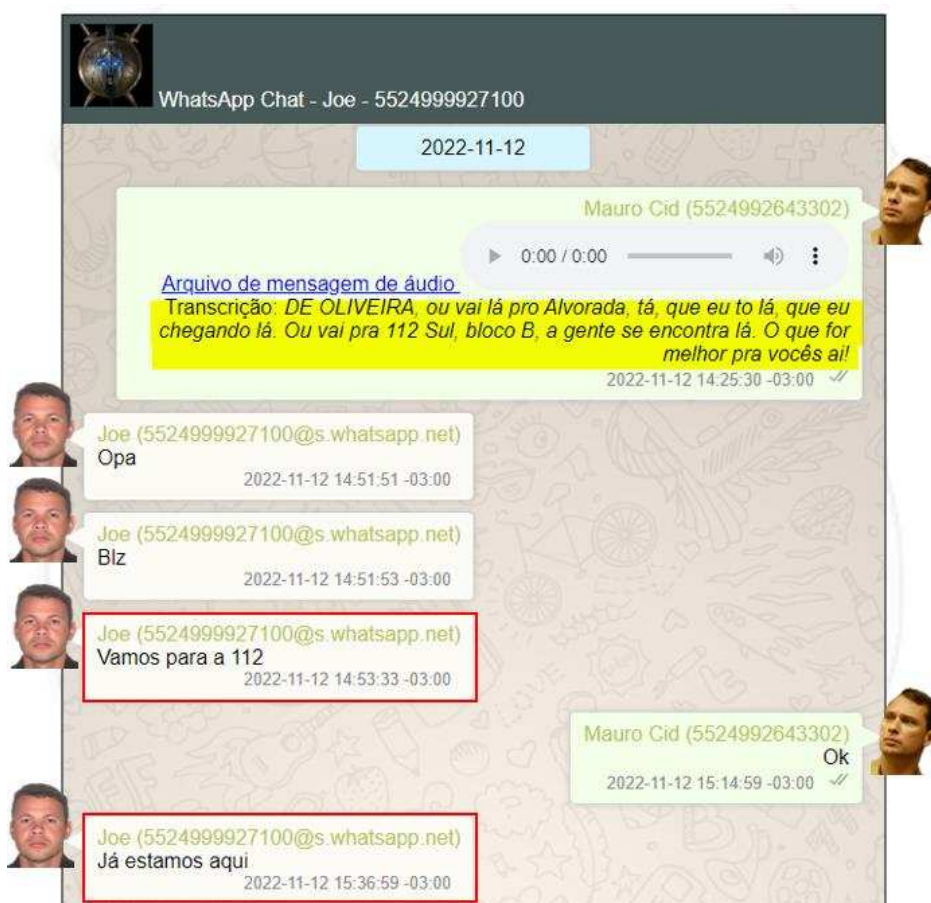 WhatsApp Chat - Joe - 5524999927100
2022-11-12
Mauro Cid (5524992643302)
0:00 / 0:00
Arquivo de mensagem de áudio
Transcrição: DE OLIVEIRA, ou vai lá pro Alvorada, tá, que eu to lá, que eu
chegando lá. Ou vai pra 112 Sul, bloco B, a gente se encontra lá. O que for
melhor pra vocês ai!
2022-11-12 14:25:30 -03:00
Joe (5524999927100@s.whatsapp.net)
Opa
2022-11-12 14:51:51 -03:00
Joe (5524999927100@s.whatsapp.net)
Blz
2022-11-12 14:51:53 -03:00
Joe (5524999927100@s.whatsapp.net)
Vamos para a 112
2022-11-12 14:53:33 -03:00
Mauro Cid (5524992643302)
Ok
2022-11-12 15:14:59 -03:00
Joe (5524999927100@s.whatsapp.net)
Já estamos aqui
2022-11-12 15:36:59 -03:00